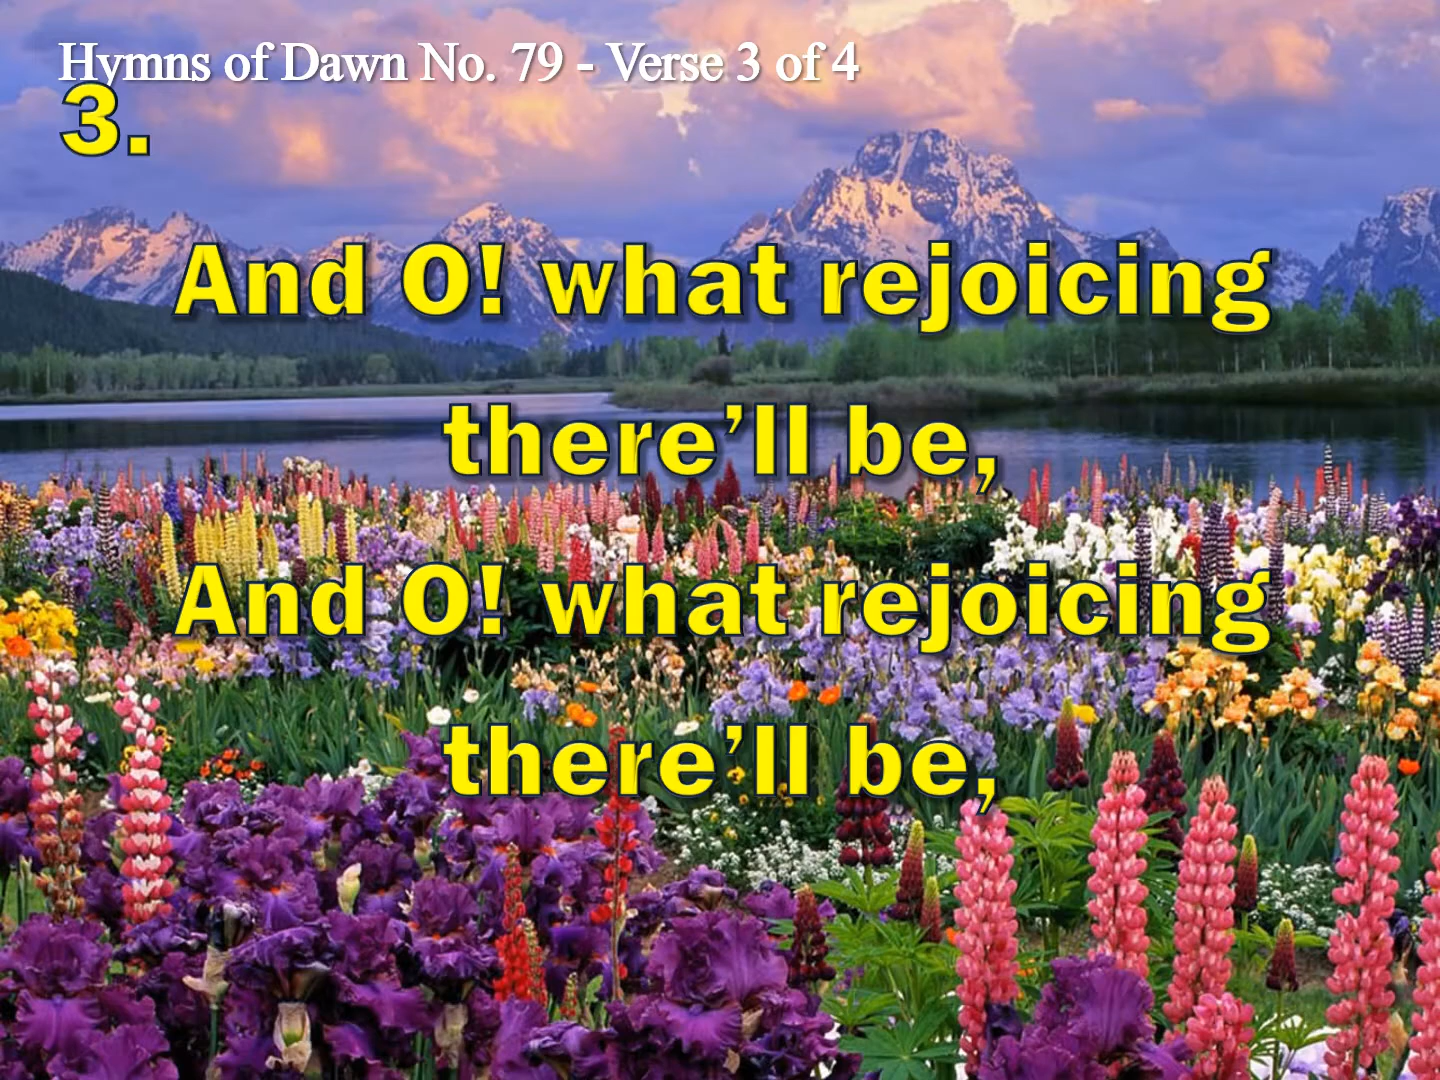 Hymns of Dawn No. 79 - Verse 3 of 4
3.
And O! what rejoicing
there’ll be,
And O! what rejoicing
there’ll be,